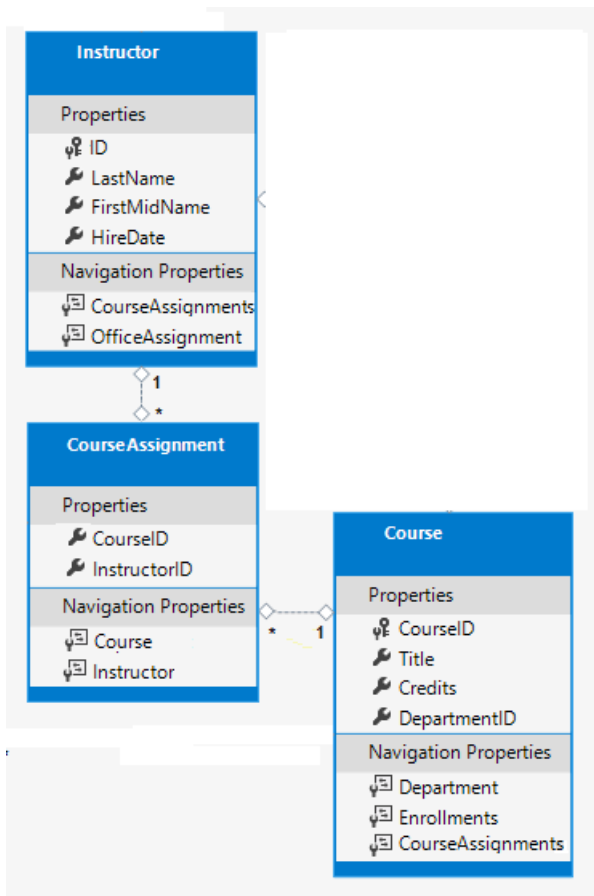 Instructor
Properties
ID
LastName
FirstMidName
HireDate
Navigation Properties
CourseAssignments
OfficeAssignment
1
*
CourseAssignment
Properties
CourseID
InstructorID
Navigation Properties
Course
Instructor
* 1
Course
Properties
CourseID
Title
Credits
DepartmentID
Navigation Properties
Department
Enrollments
CourseAssignments